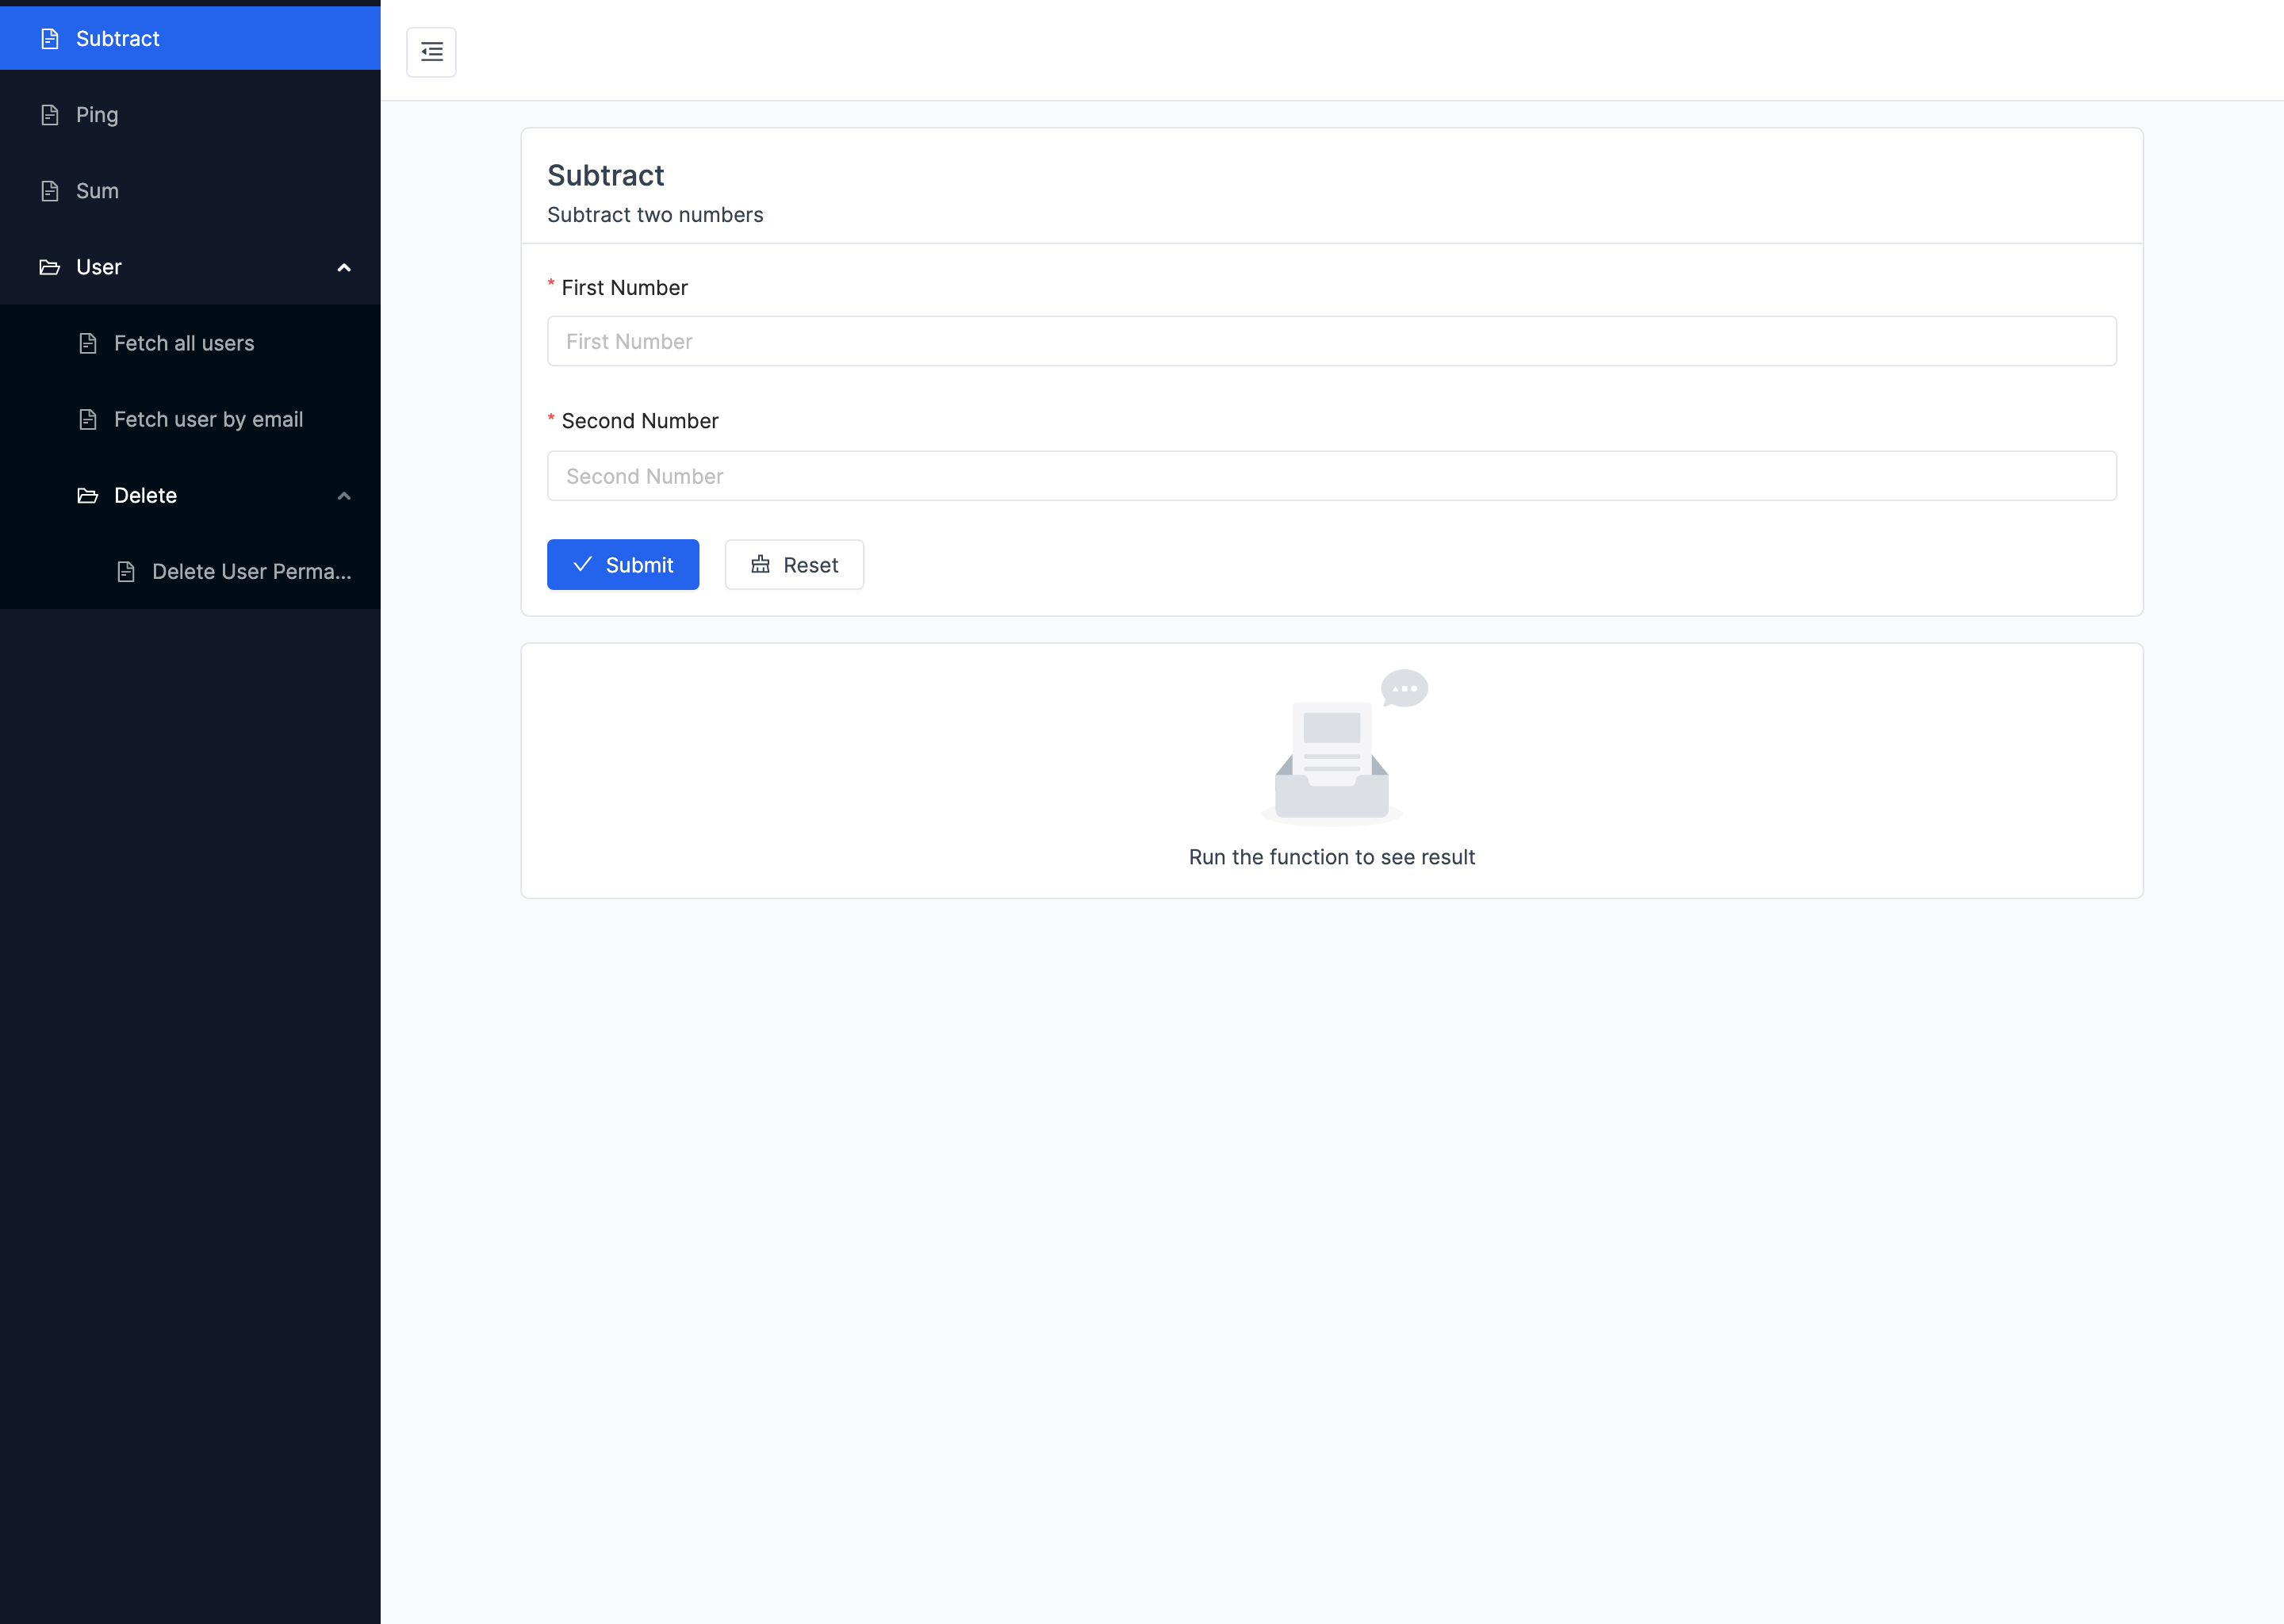 Subtract
Ping
Sum
User
Fetch all users
Fetch user by email
Delete
Delete User Perma...
Subtract
Subtract two numbers
* First Number
First Number
* Second Number
Second Number
Submit
Reset
Run the function to see result